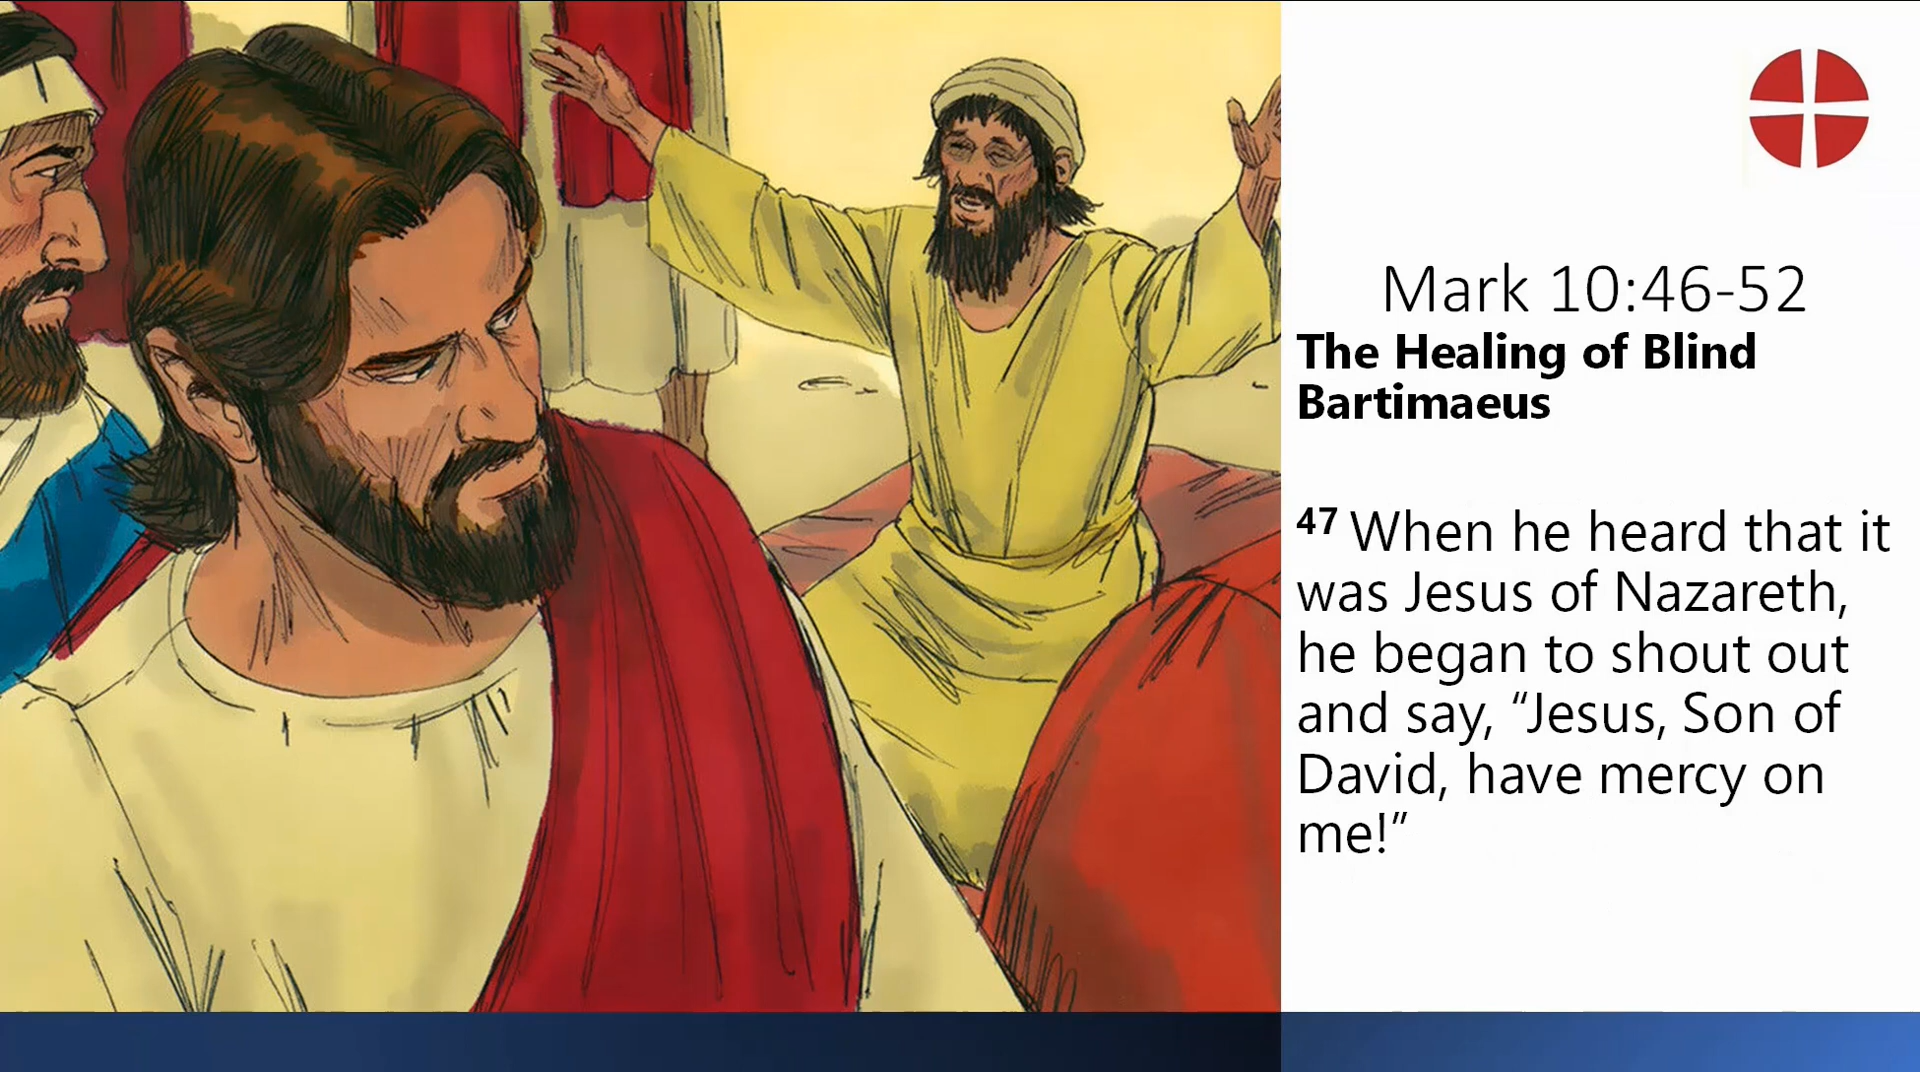 Mark 10:46-52
The Healing of Blind
Bartimaeus
47 When he heard that it
was Jesus of Nazareth,
he began to shout out
and say, “Jesus, Son of
David, have mercy on
me!”